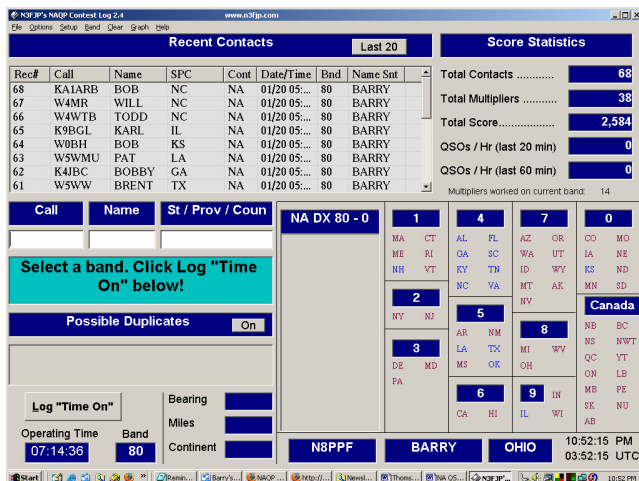 N3FJP's NAQP Contest Log 2.4 www.n3fjp.com
File Options Setup Band Clear Graph Help
Recent Contacts Last 20
Rec# Call Name SPC Cont Date/Time Bnd Name Snt
68 KA1ARB BOB NC NA 01/20 05:... 80 BARRY
67 W4MR WILL NC NA 01/20 05:... 80 BARRY
66 W4WTB TODD NC NA 01/20 05:... 80 BARRY
65 K9BGL KARL IL NA 01/20 05:... 80 BARRY
64 W0BH BOB KS NA 01/20 05:... 80 BARRY
63 W5WMU PAT LA NA 01/20 05:... 80 BARRY
62 K4JBC BOBBY GA NA 01/20 05:... 80 BARRY
61 W5WW BRENT TX NA 01/20 05:... 80 BARRY
Score Statistics
Total Contacts ............ 68
Total Multipliers ........... 38
Total Score.................. 2,584
QSOs / Hr (last 20 min) 0
QSOs / Hr (last 60 min) 0
Multipliers worked on current band: 14
Call Name St / Prov / Coun
Select a band. Click Log "Time
On" below!
Possible Duplicates On
Log "Time On"
Operating Time Band
07:14:36 80
Bearing
Miles
Continent
NA DX 80 - 0
1
MA CT
ME RI
NH VT
2
NY NJ
3
DE MD
PA
4
AL FL
GA SC
KY TN
NC VA
5
AR NM
LA TX
MS OK
6
CA HI
7
AZ OR
WA UT
ID WY
MT AK
NV
8
MI WV
OH
9 IN
IL WI
0
CO MO
IA NE
KS ND
MN SD
Canada
NB BC
NS NWT
QC YT
ON LB
MB PE
SK NU
AB
N8PPF BARRY OHIO
10:52:15 PM
03:52:15 UTC
Start Remin... Barry's... NAQP ... http://... Newsl... Thoms... NA QS... N3FJP'... 10:52 PM